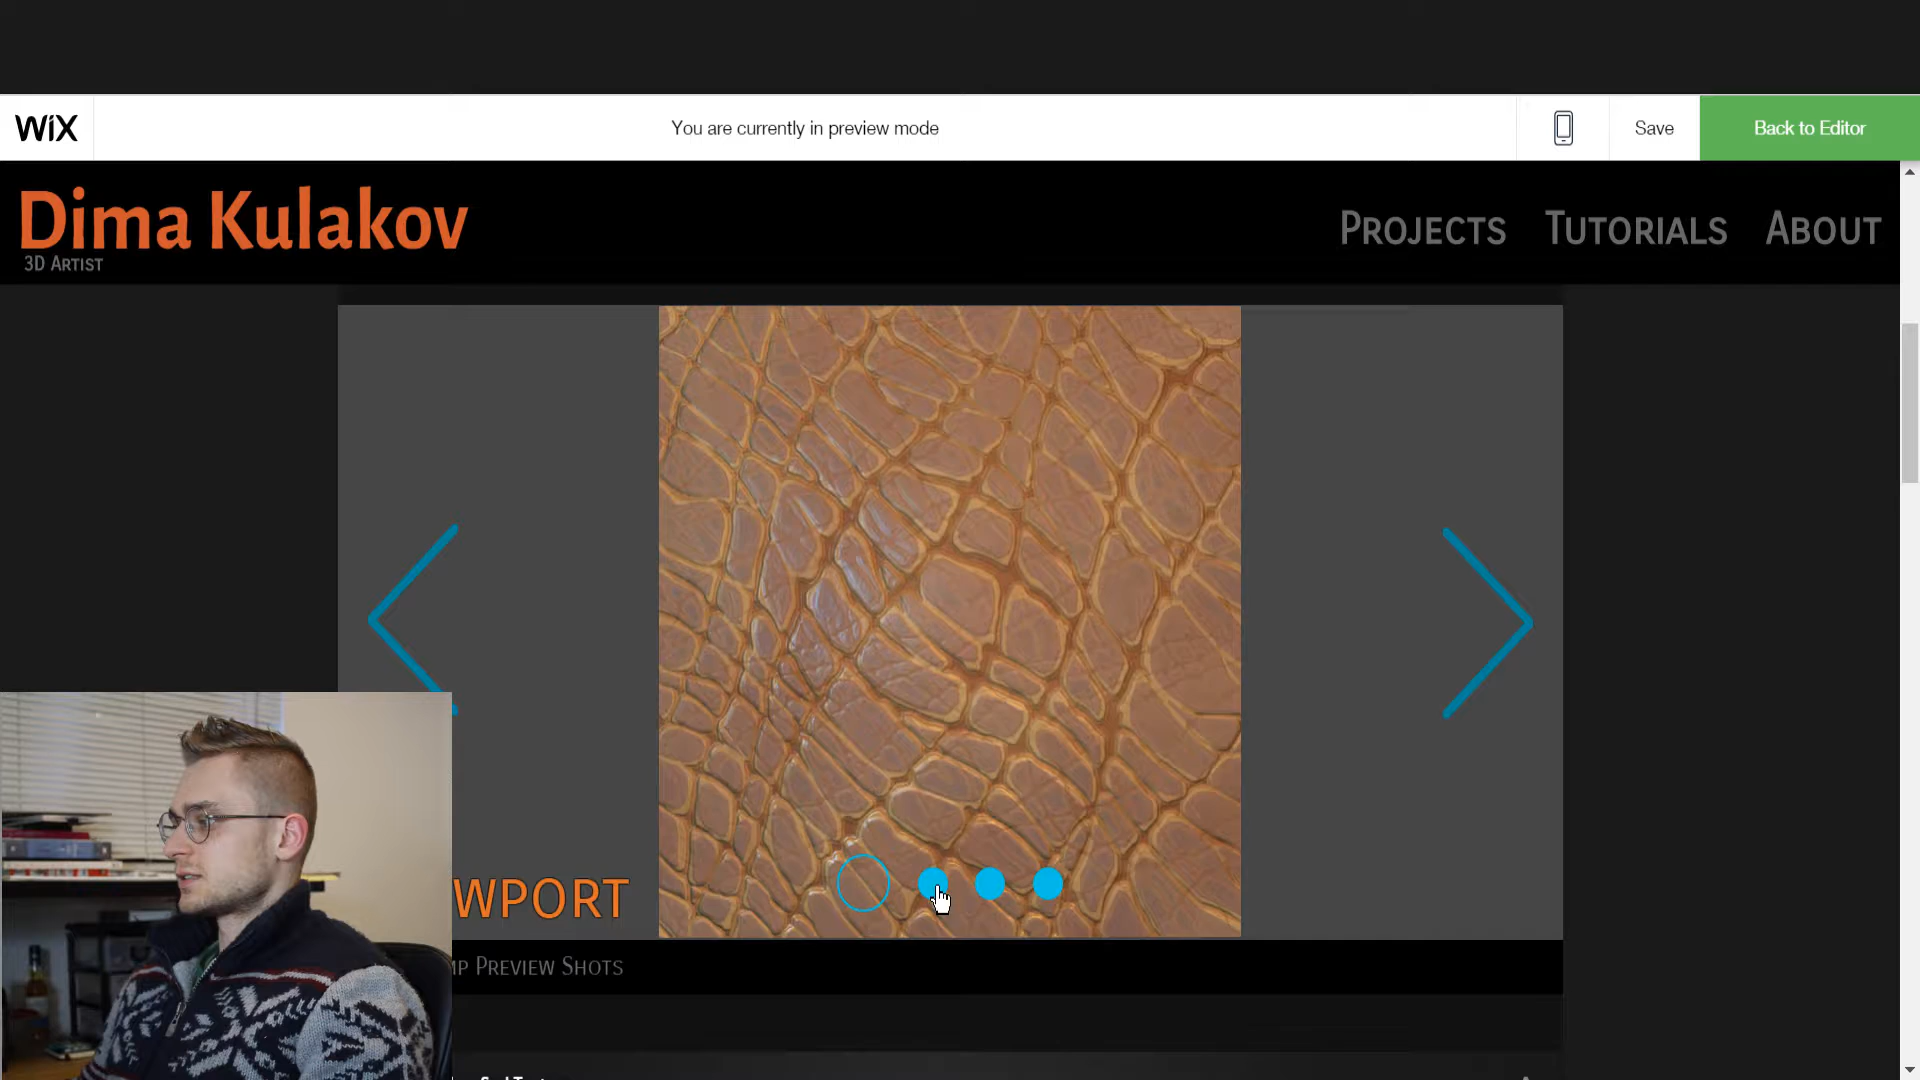 WiX
You are currently in preview mode
Save
Back to Editor
Dima Kulakov
3D Artist
Projects
Tutorials
About
WPORT
Preview Shots